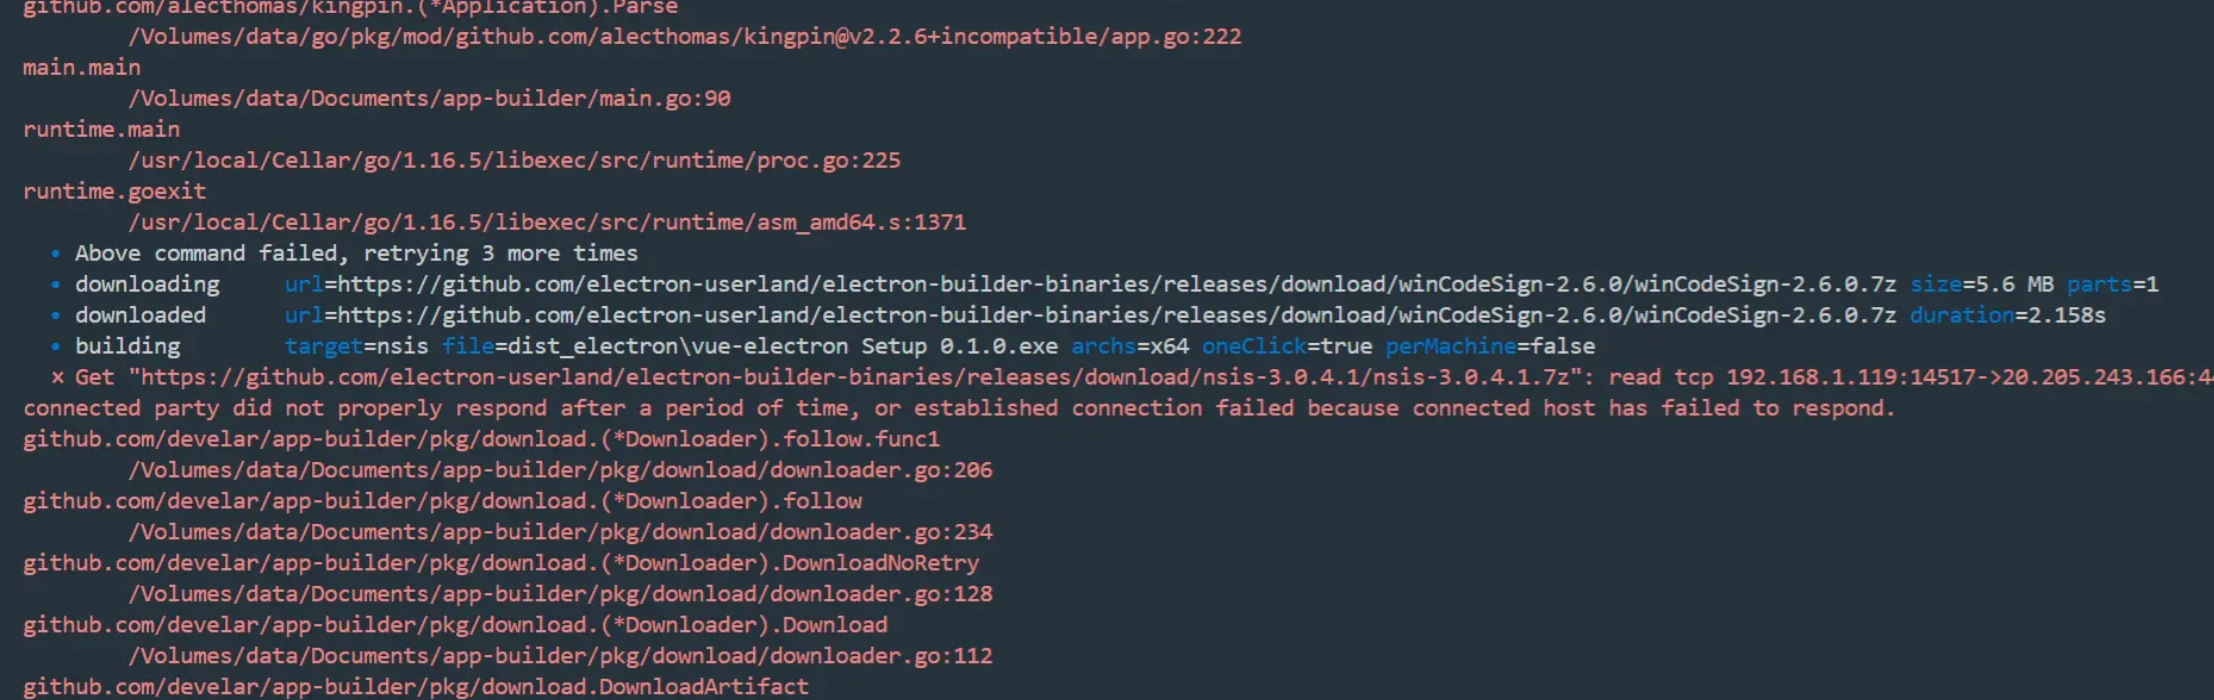 github.com/alecthomas/kingpin.(*Application).Parse
/Volumes/data/go/pkg/mod/github.com/alecthomas/kingpin@v2.2.6+incompatible/app.go:222
main.main
/Volumes/data/Documents/app-builder/main.go:90
runtime.main
/usr/local/Cellar/go/1.16.5/libexec/src/runtime/proc.go:225
runtime.goexit
/usr/local/Cellar/go/1.16.5/libexec/src/runtime/asm_amd64.s:1371
• Above command failed, retrying 3 more times
• downloading url=https://github.com/electron-userland/electron-builder-binaries/releases/download/winCodeSign-2.6.0/winCodeSign-2.6.0.7z size=5.6 MB parts=1
• downloaded url=https://github.com/electron-userland/electron-builder-binaries/releases/download/winCodeSign-2.6.0/winCodeSign-2.6.0.7z duration=2.158s
• building target=nsis file=dist_electron\vue-electron Setup 0.1.0.exe archs=x64 oneClick=true perMachine=false
⨯ Get "https://github.com/electron-userland/electron-builder-binaries/releases/download/nsis-3.0.4.1/nsis-3.0.4.1.7z": read tcp 192.168.1.119:14517->20.205.243.166:4
connected party did not properly respond after a period of time, or established connection failed because connected host has failed to respond.
github.com/develar/app-builder/pkg/download.(*Downloader).follow.func1
/Volumes/data/Documents/app-builder/pkg/download/downloader.go:206
github.com/develar/app-builder/pkg/download.(*Downloader).follow
/Volumes/data/Documents/app-builder/pkg/download/downloader.go:234
github.com/develar/app-builder/pkg/download.(*Downloader).DownloadNoRetry
/Volumes/data/Documents/app-builder/pkg/download/downloader.go:128
github.com/develar/app-builder/pkg/download.(*Downloader).Download
/Volumes/data/Documents/app-builder/pkg/download/downloader.go:112
github.com/develar/app-builder/pkg/download.DownloadArtifact